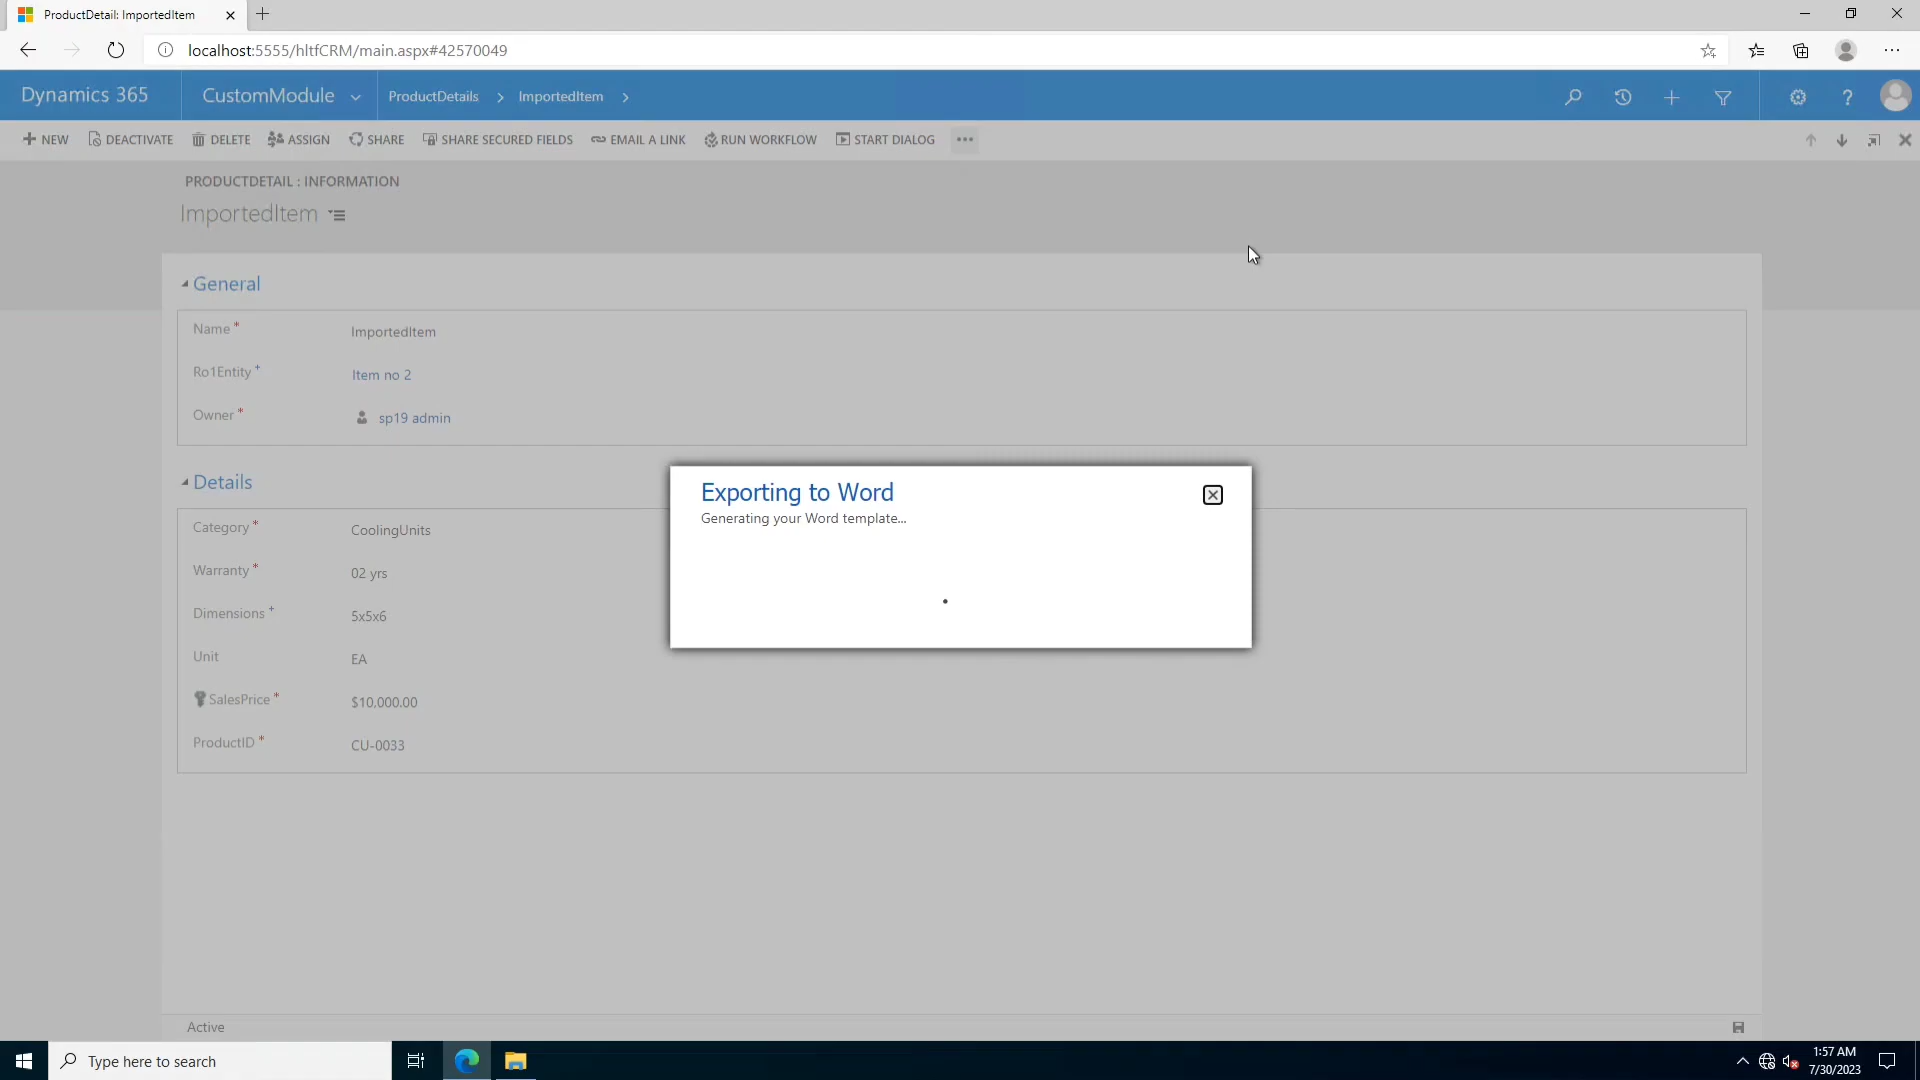 ProductDetail: ImportedItem
localhost:5555/hltfCRM/main.aspx#42570049
Dynamics 365 CustomModule ProductDetails ImportedItem
NEW DEACTIVATE DELETE ASSIGN SHARE SHARE SECURED FIELDS EMAIL A LINK RUN WORKFLOW START DIALOG
PRODUCTDETAIL : INFORMATION
ImportedItem
General
Name * ImportedItem
Ro1Entity + Item no 2
Owner * sp19 admin
Exporting to Word
Generating your Word template...
Details
Category * CoolingUnits
Warranty * 02 yrs
Dimensions + 5x5x6
Unit EA
SalesPrice * $10,000.00
ProductID * CU-0033
Active
Type here to search
1:57 AM
7/30/2023